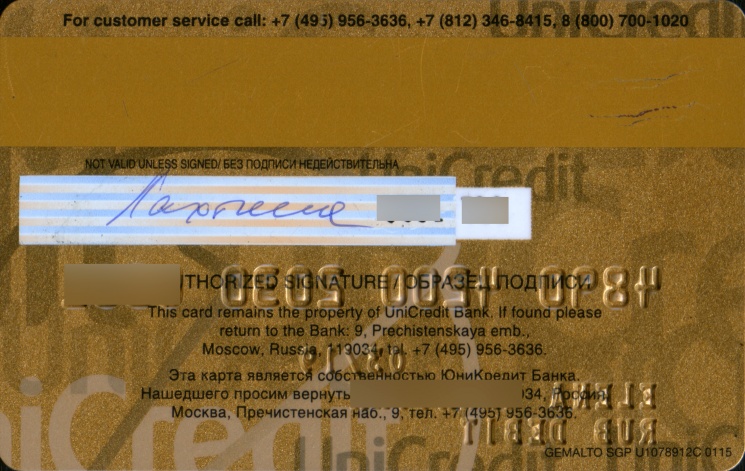 For customer service call: +7 (495) 956-3636, +7 (812) 346-8415, 8 (800) 700-1020
NOT VALID UNLESS SIGNED/ БЕЗ ПОДПИСИ НЕДЕЙСТВИТЕЛЬНА
UniCredit
SIGNATURE / ОБРАЗЕЦ ПОДПИСИ
This card remains the property of UniCredit Bank. If found please
return to the Bank: 9, Prechistenskaya emb.,
Moscow, Russia, 119034, tel. +7 (495) 956-3636.
Эта карта является собственностью ЮниКредит Банка.
Нашедшего просим вернуть
ELENA
Москва, Пречистенская наб., 9, тел. +7 (495) 956-3636.
RUB DEBIT
GEMALTO SGP U1078912C 0115